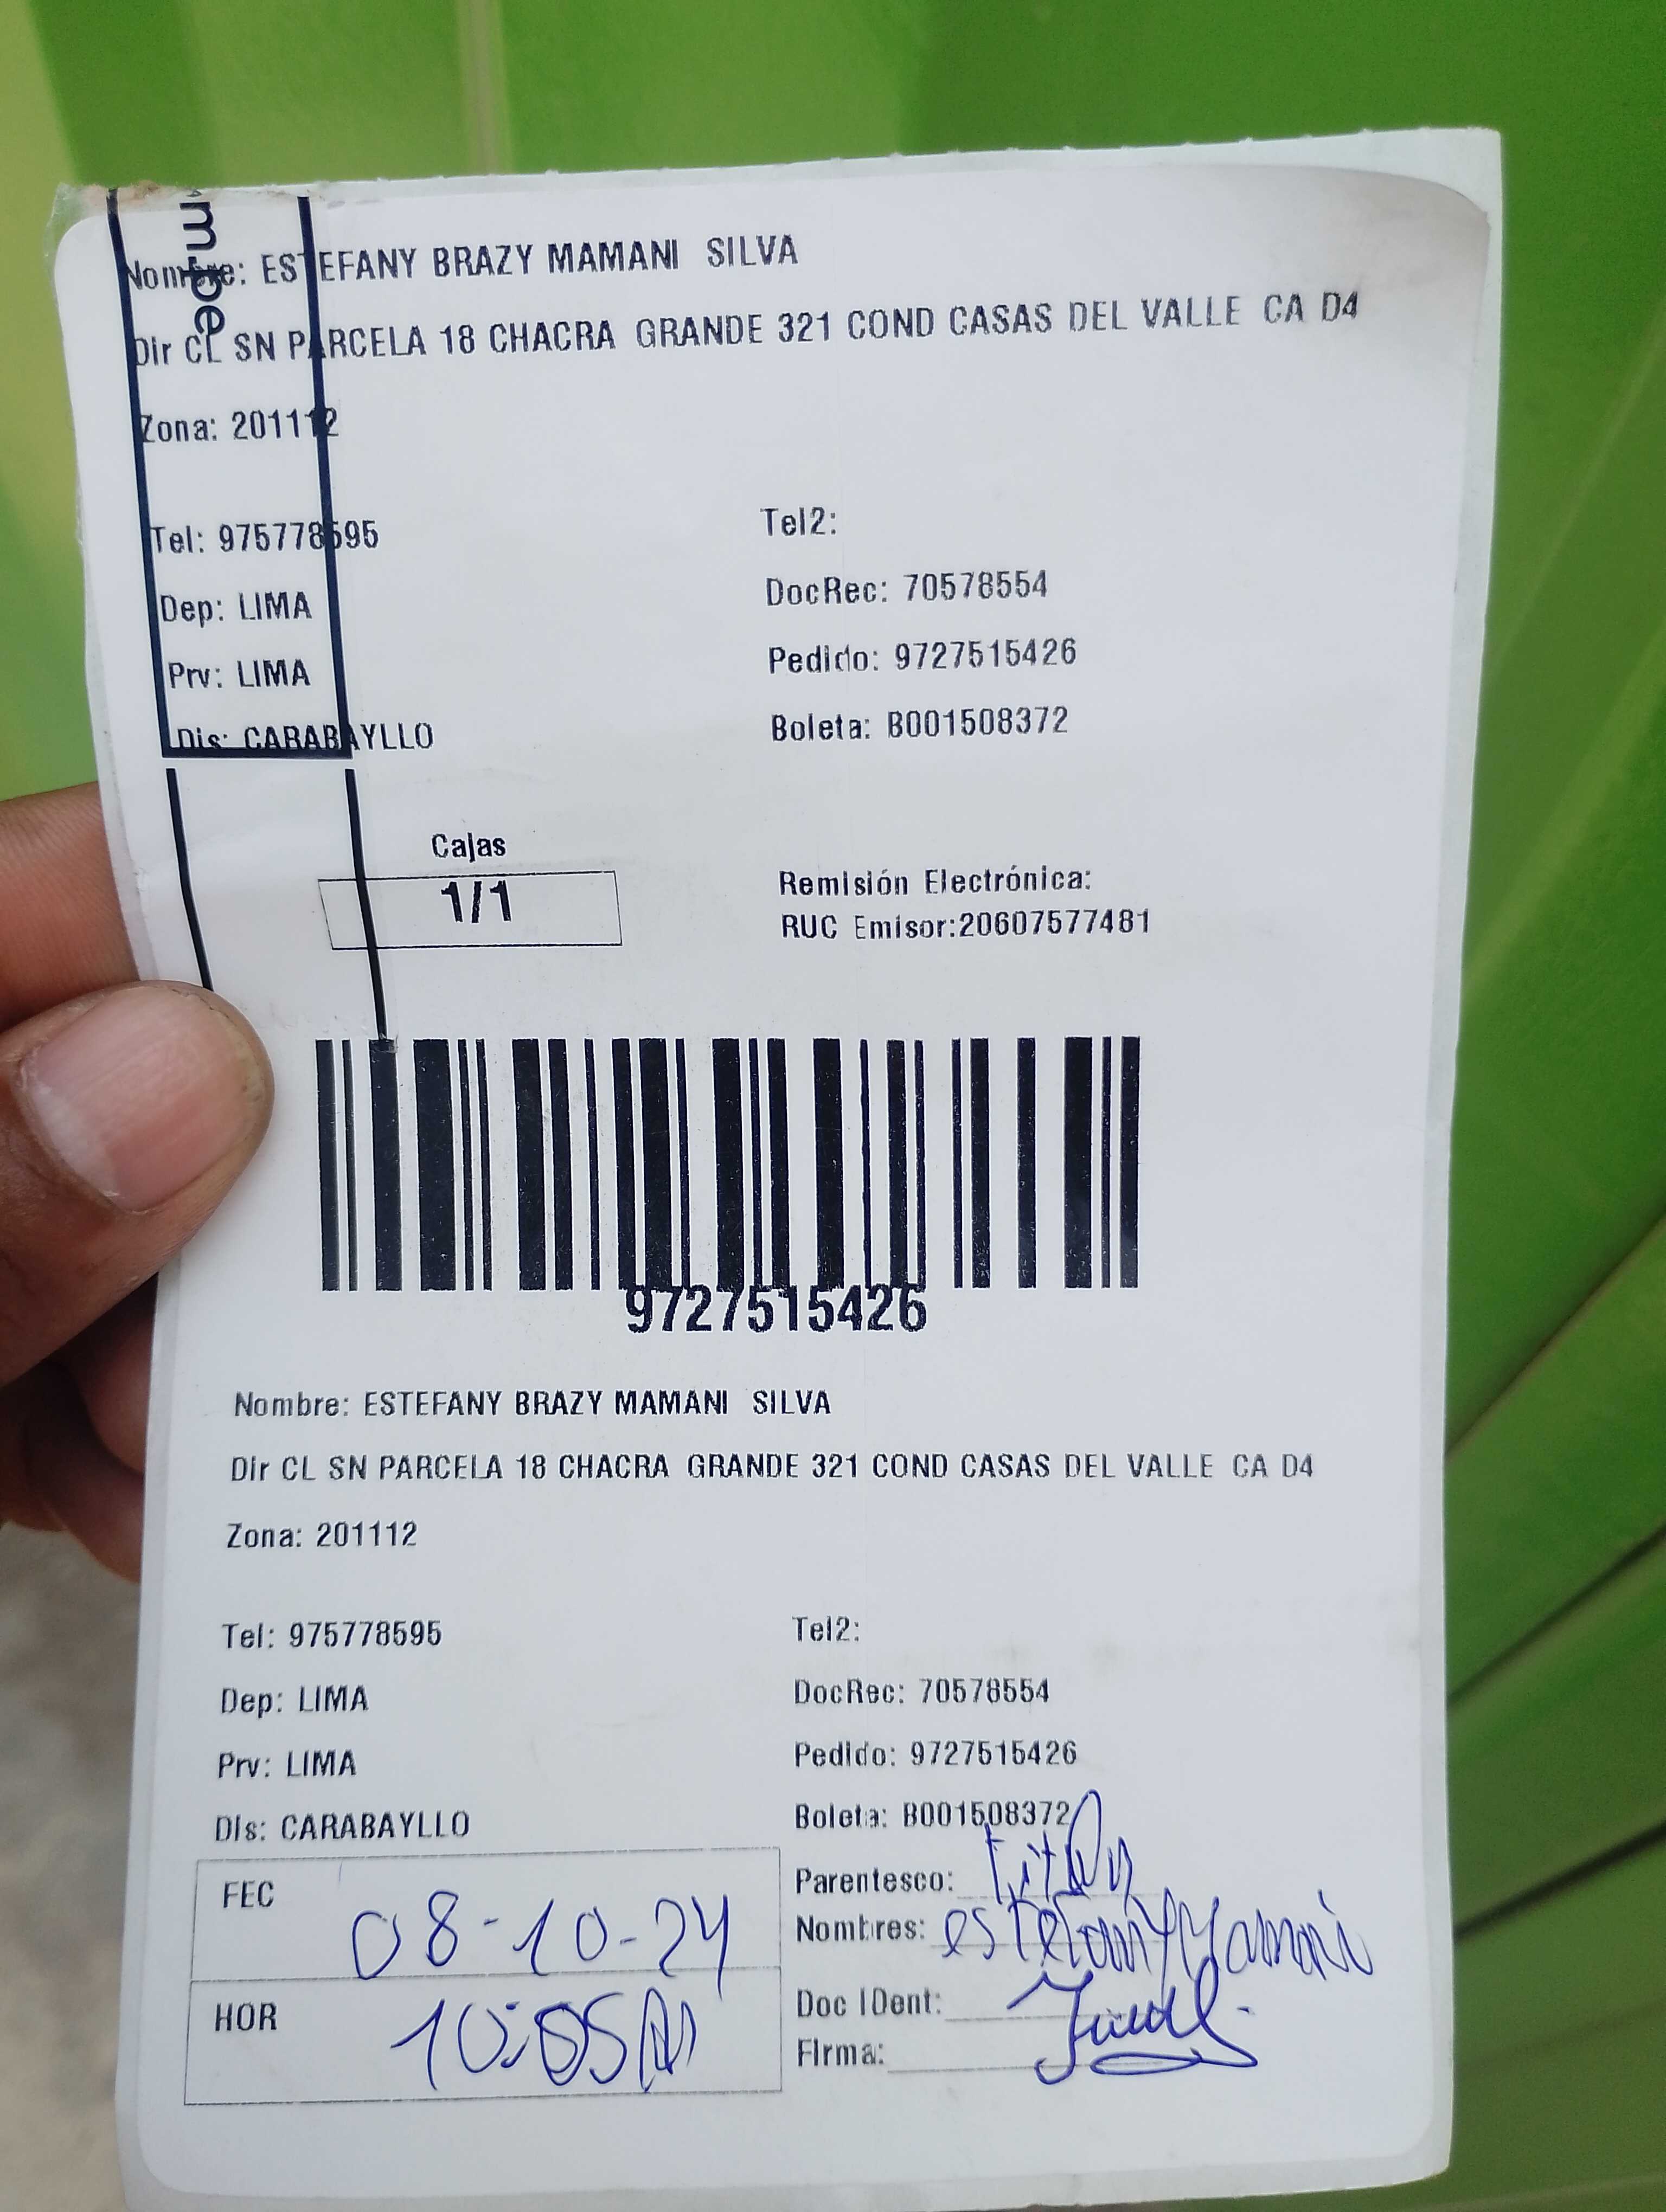 m.pe
Nombre: ESTEFANY BRAZY MAMANI SILVA
Dir CL SN PARCELA 18 CHACRA GRANDE 321 COND CASAS DEL VALLE CA D4
Zona: 201112
Tel: 975778595 Tel2:
Dep: LIMA DocRec: 70578554
Prv: LIMA Pedido: 9727515426
Dis: CARABAYLLO Boleta: B001508372
Cajas
1/1
Remisión Electrónica:
RUC Emisor:20607577481
9727515426
Nombre: ESTEFANY BRAZY MAMANI SILVA
Dir CL SN PARCELA 18 CHACRA GRANDE 321 COND CASAS DEL VALLE CA D4
Zona: 201112
Tel: 975778595 Tel2:
Dep: LIMA DocRec: 70578554
Prv: LIMA Pedido: 9727515426
Dis: CARABAYLLO Boleta: B001508372
FEC 08-10-24
HOR 10:05
Parentesco:
Nombres: estefany Mamani
Doc IDent:
Firma: